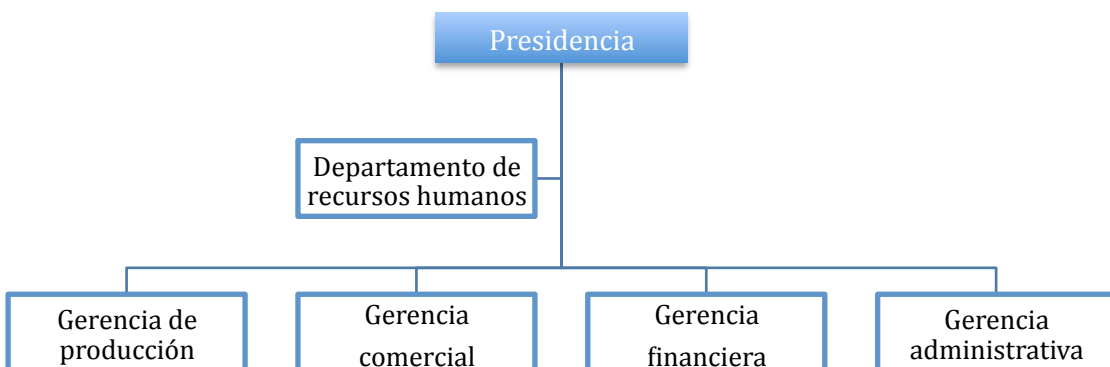 Presidencia
Departamento de
recursos humanos
Gerencia de
producción
Gerencia
comercial
Gerencia
financiera
Gerencia
administrativa